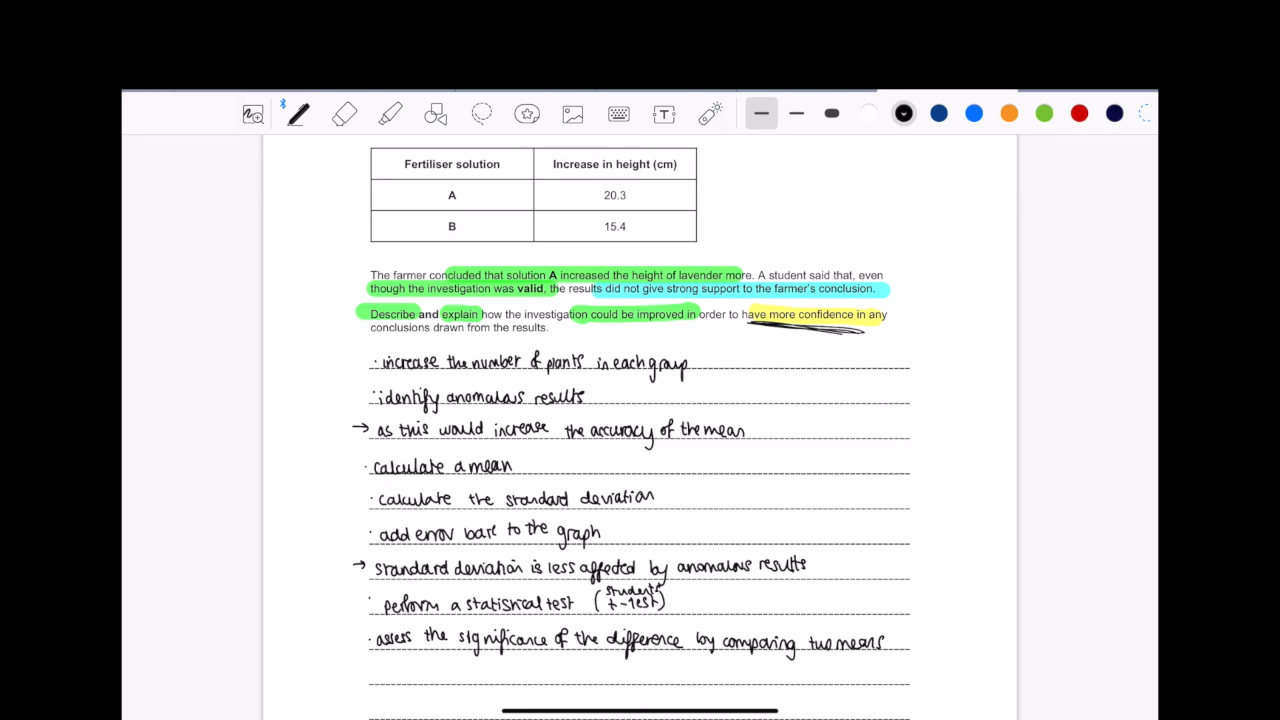 T
Fertiliser solution Increase in height (cm)
A 20.3
B 15.4
The farmer concluded that solution A increased the height of lavender more. A student said that, even
though the investigation was valid, the results did not give strong support to the farmer's conclusion.
Describe and explain how the investigation could be improved in order to have more confidence in any
conclusions drawn from the results.
· increase the number of plants in each group
· identify anomalous results
→ as this would increase the accuracy of the mean
· calculate a mean
· calculate the standard deviation
· add error bars to the graph
→ standard deviation is less affected by anomalous results
· perform a statistical test (students t-test)
· assess the significance of the difference by comparing two means